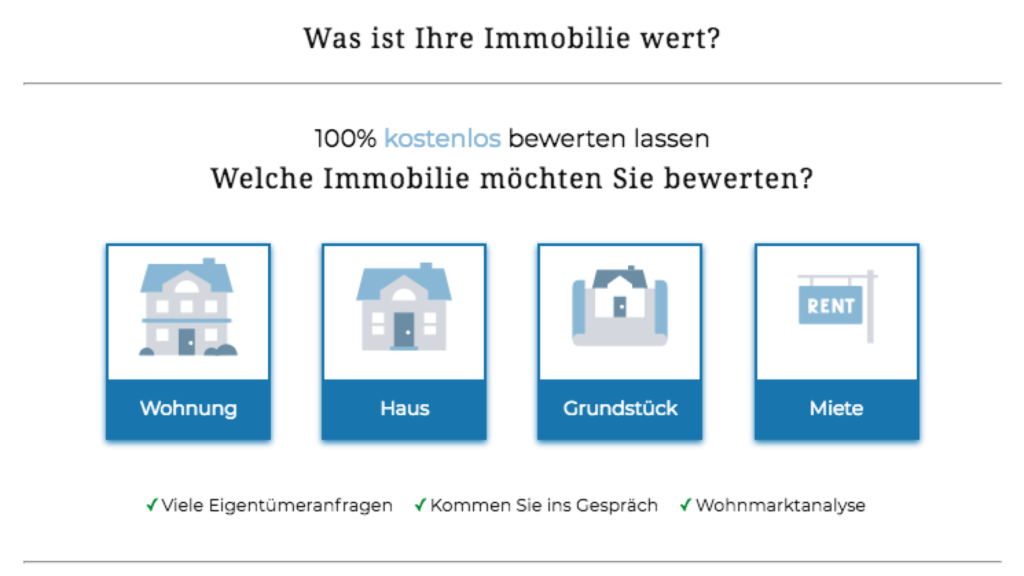 Was ist Ihre Immobilie wert?
100% kostenlos bewerten lassen
Welche Immobilie möchten Sie bewerten?
RENT
Wohnung Haus Grundstück Miete
✓ Viele Eigentümeranfragen ✓ Kommen Sie ins Gespräch ✓ Wohnmarktanalyse